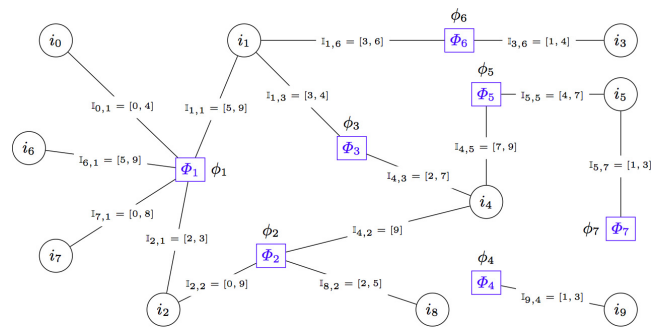 ϕ₆
i₀ i₁ 𝕀₁,₆ = [3, 6] Φ₆ 𝕀₃,₆ = [1, 4] i₃
ϕ₅
𝕀₀,₁ = [0, 4] 𝕀₁,₁ = [5, 9] 𝕀₁,₃ = [3, 4] Φ₅ 𝕀₅,₅ = [4, 7] i₅
ϕ₃
i₆ 𝕀₆,₁ = [5, 9] Φ₃ 𝕀₄,₅ = [7, 9]
Φ₁ ϕ₁ 𝕀₄,₃ = [2, 7] 𝕀₅,₇ = [1, 3]
𝕀₇,₁ = [0, 8] i₄
ϕ₂ 𝕀₄,₂ = [9] ϕ₇ Φ₇
i₇ 𝕀₂,₁ = [2, 3] Φ₂ ϕ₄
𝕀₂,₂ = [0, 9] 𝕀₈,₂ = [2, 5] Φ₄ 𝕀₉,₄ = [1, 3]
i₂ i₈ i₉